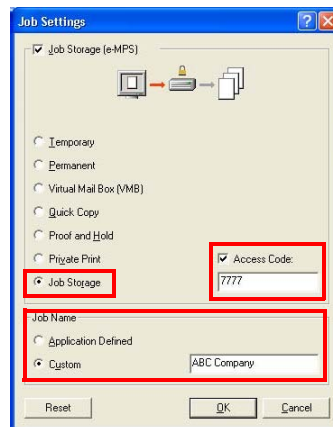 Job Settings
Job Storage (e-MPS)
Temporary
Permanent
Virtual Mail Box (VMB)
Quick Copy
Proof and Hold
Private Print
Access Code:
Job Storage
7777
Job Name
Application Defined
Custom
ABC Company
Reset
OK
Cancel